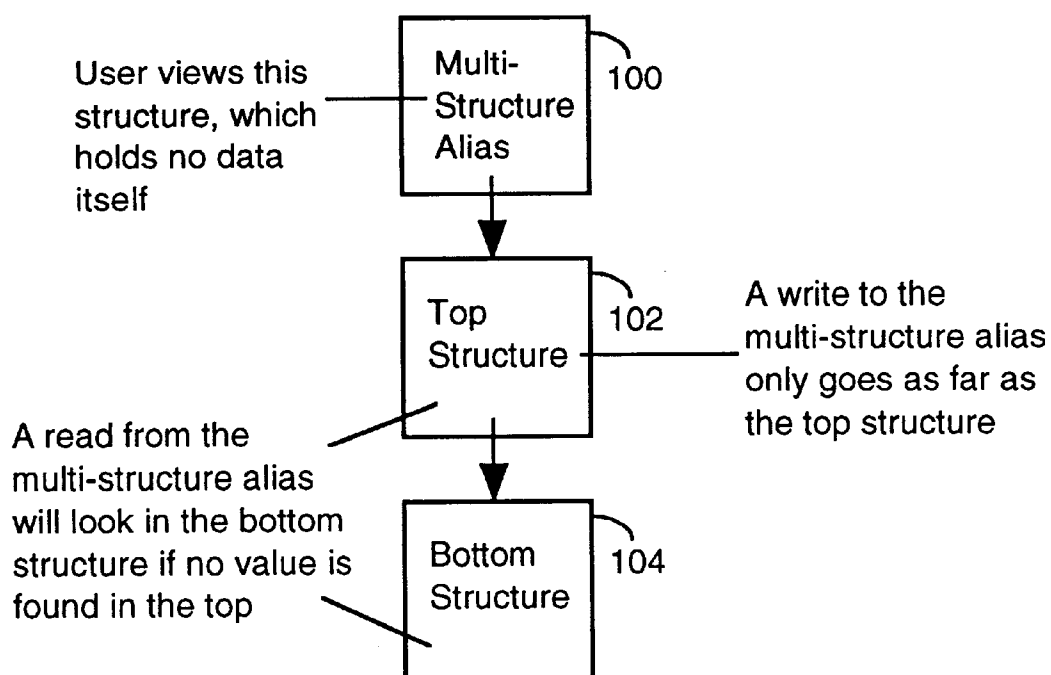 Multi-
Structure
Alias
100
User views this
structure, which
holds no data
itself
Top
Structure
102
A write to the
multi-structure alias
only goes as far as
the top structure
A read from the
multi-structure alias
will look in the bottom
structure if no value is
found in the top
Bottom
Structure
104